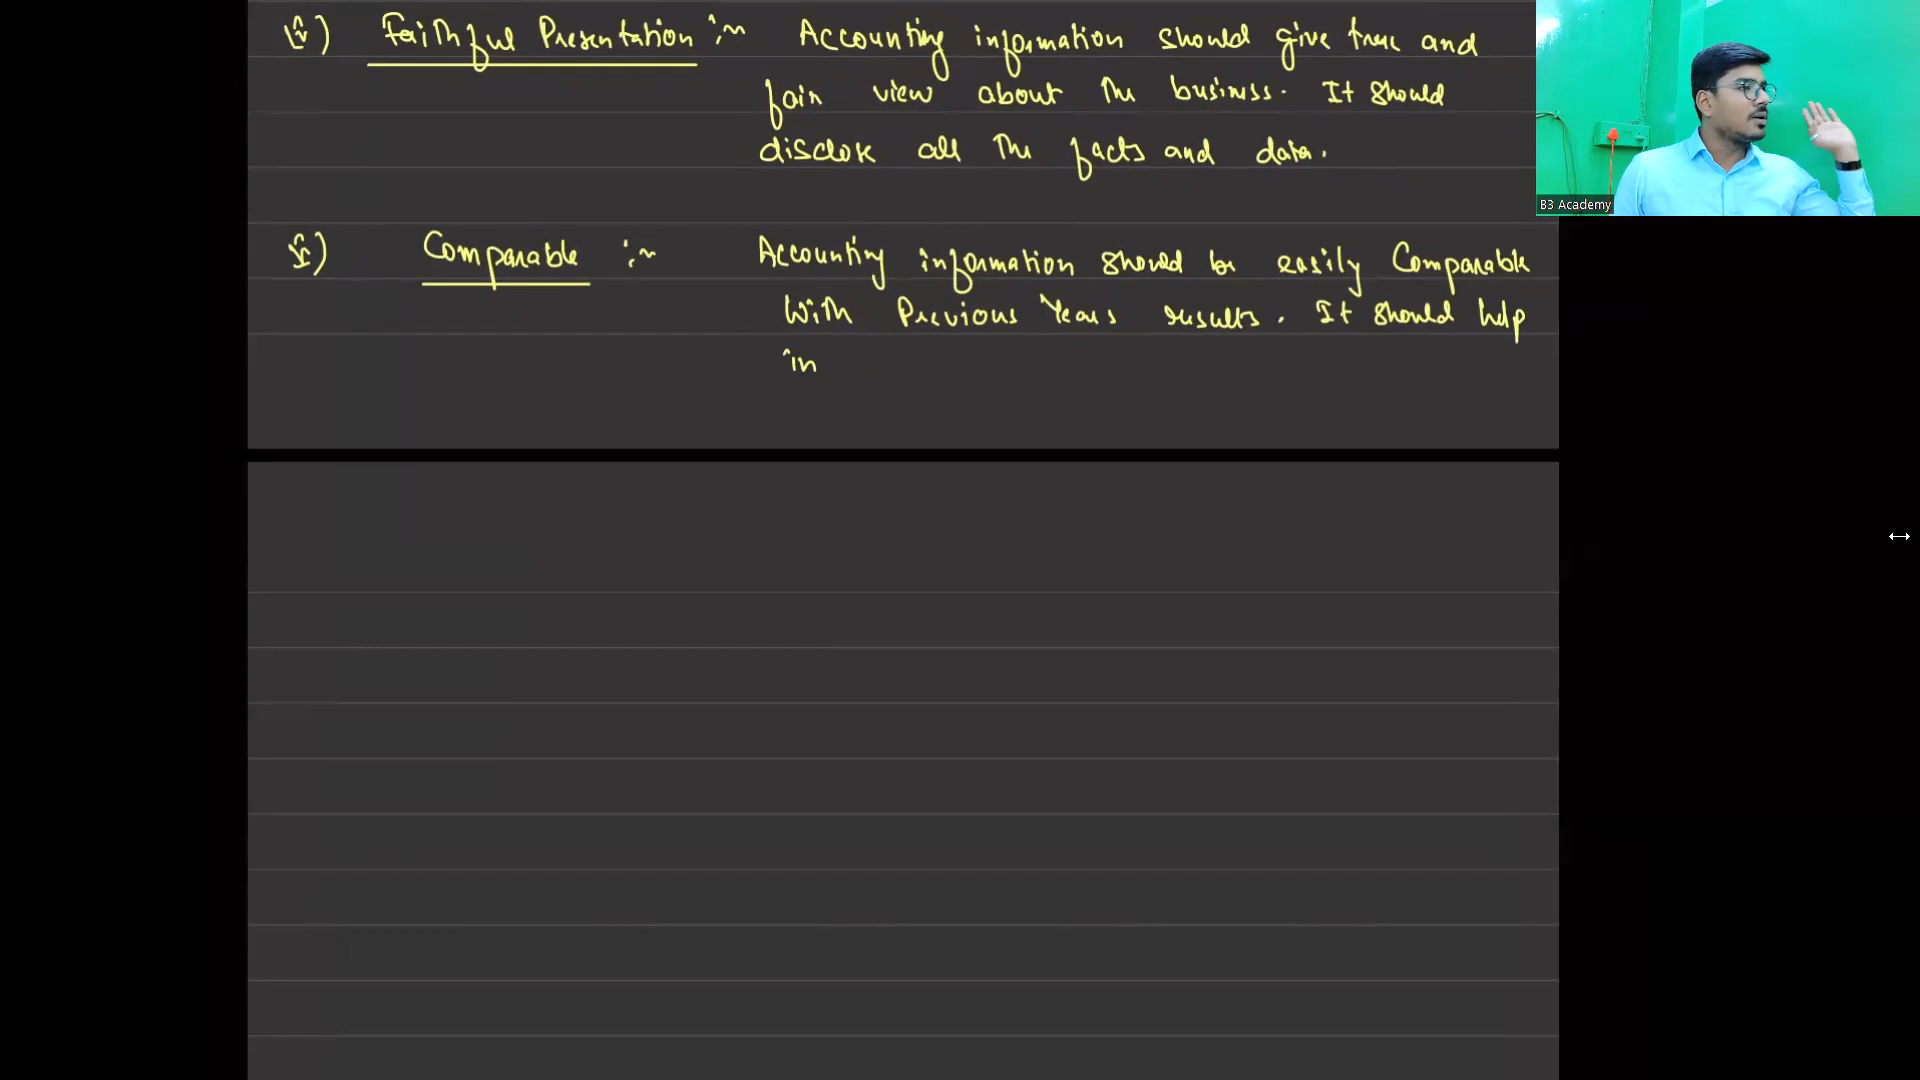 iv) Faithful Presentation :~ Accounting information should give true and
fair view about the business. It should
disclose all the facts and data.
v) Comparable :~ Accounting information should be easily Comparable
With Previous Years results. It should help
in
B3 Academy